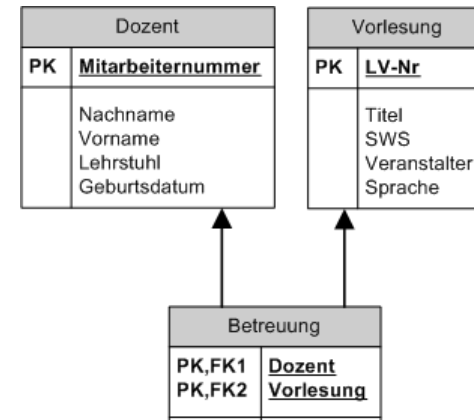 Dozent
PK Mitarbeiternummer
Nachname
Vorname
Lehrstuhl
Geburtsdatum
Vorlesung
PK LV-Nr
Titel
SWS
Veranstalter
Sprache
Betreuung
PK,FK1 Dozent
PK,FK2 Vorlesung